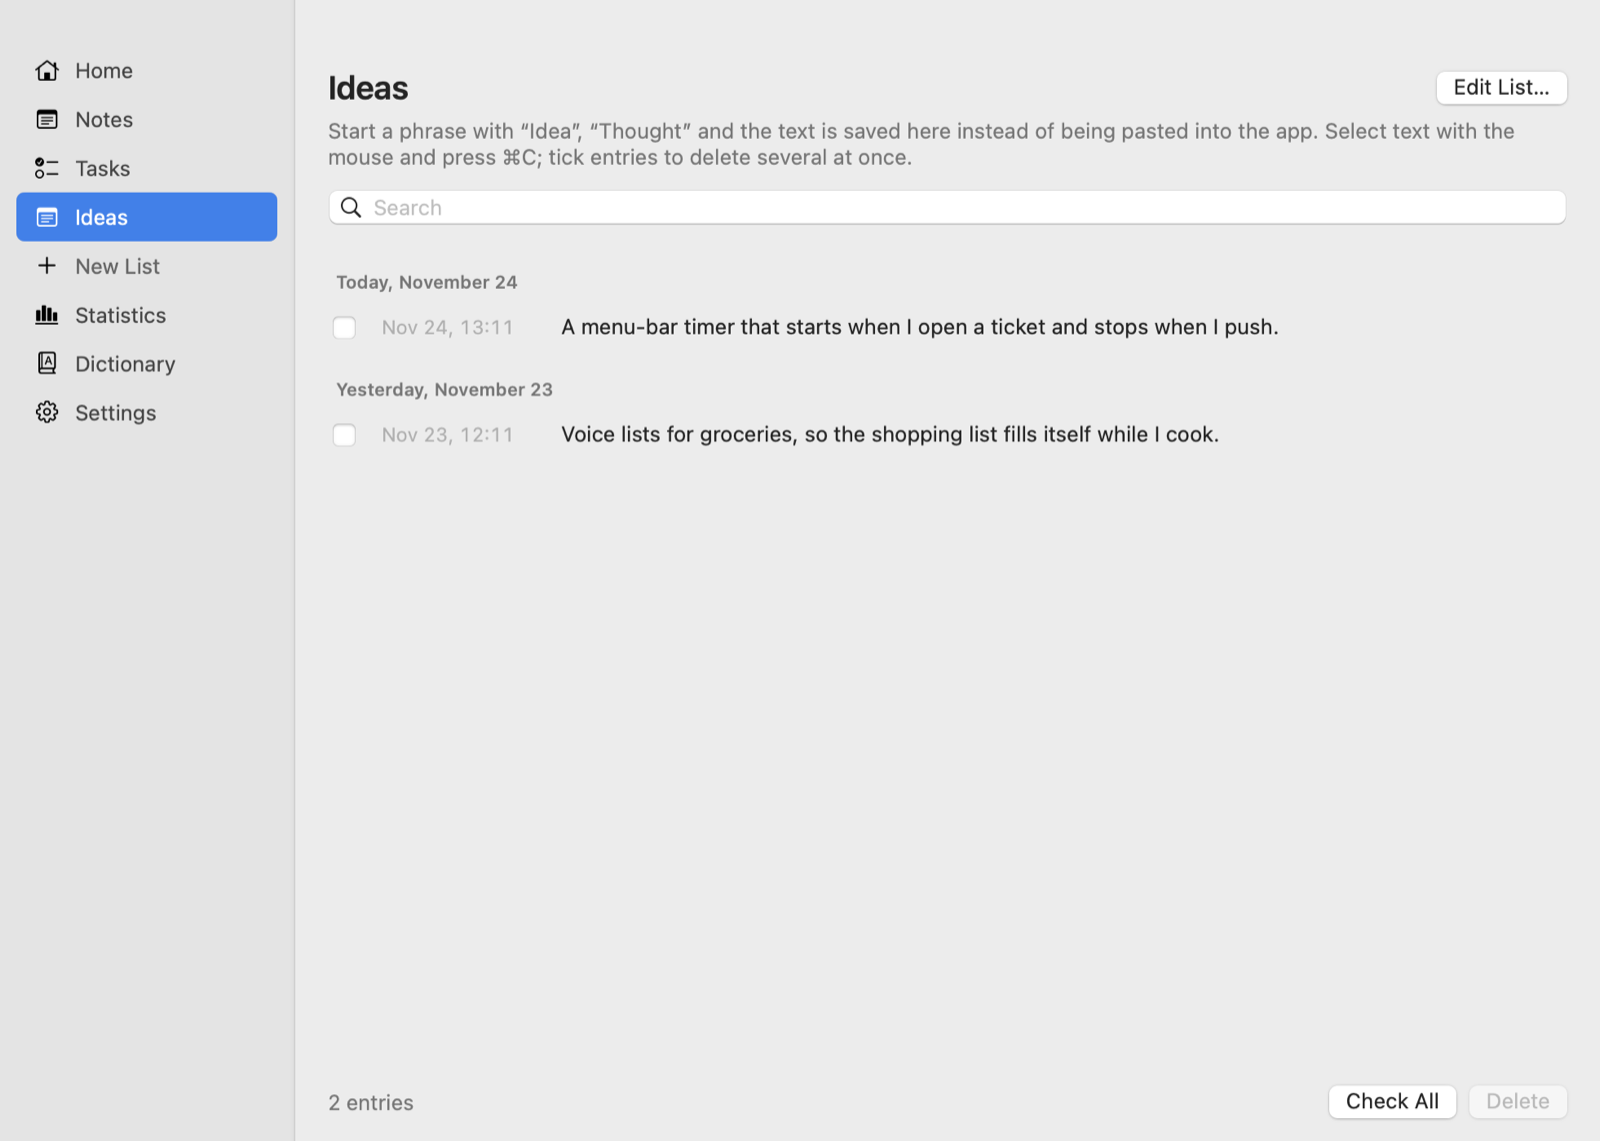 Home
Notes
Tasks
Ideas
New List
Statistics
Dictionary
Settings
Ideas
Edit List...
Start a phrase with “Idea”, “Thought” and the text is saved here instead of being pasted into the app. Select text with the
mouse and press ⌘C; tick entries to delete several at once.
Search
Today, November 24
Nov 24, 13:11 A menu-bar timer that starts when I open a ticket and stops when I push.
Yesterday, November 23
Nov 23, 12:11 Voice lists for groceries, so the shopping list fills itself while I cook.
2 entries
Check All
Delete